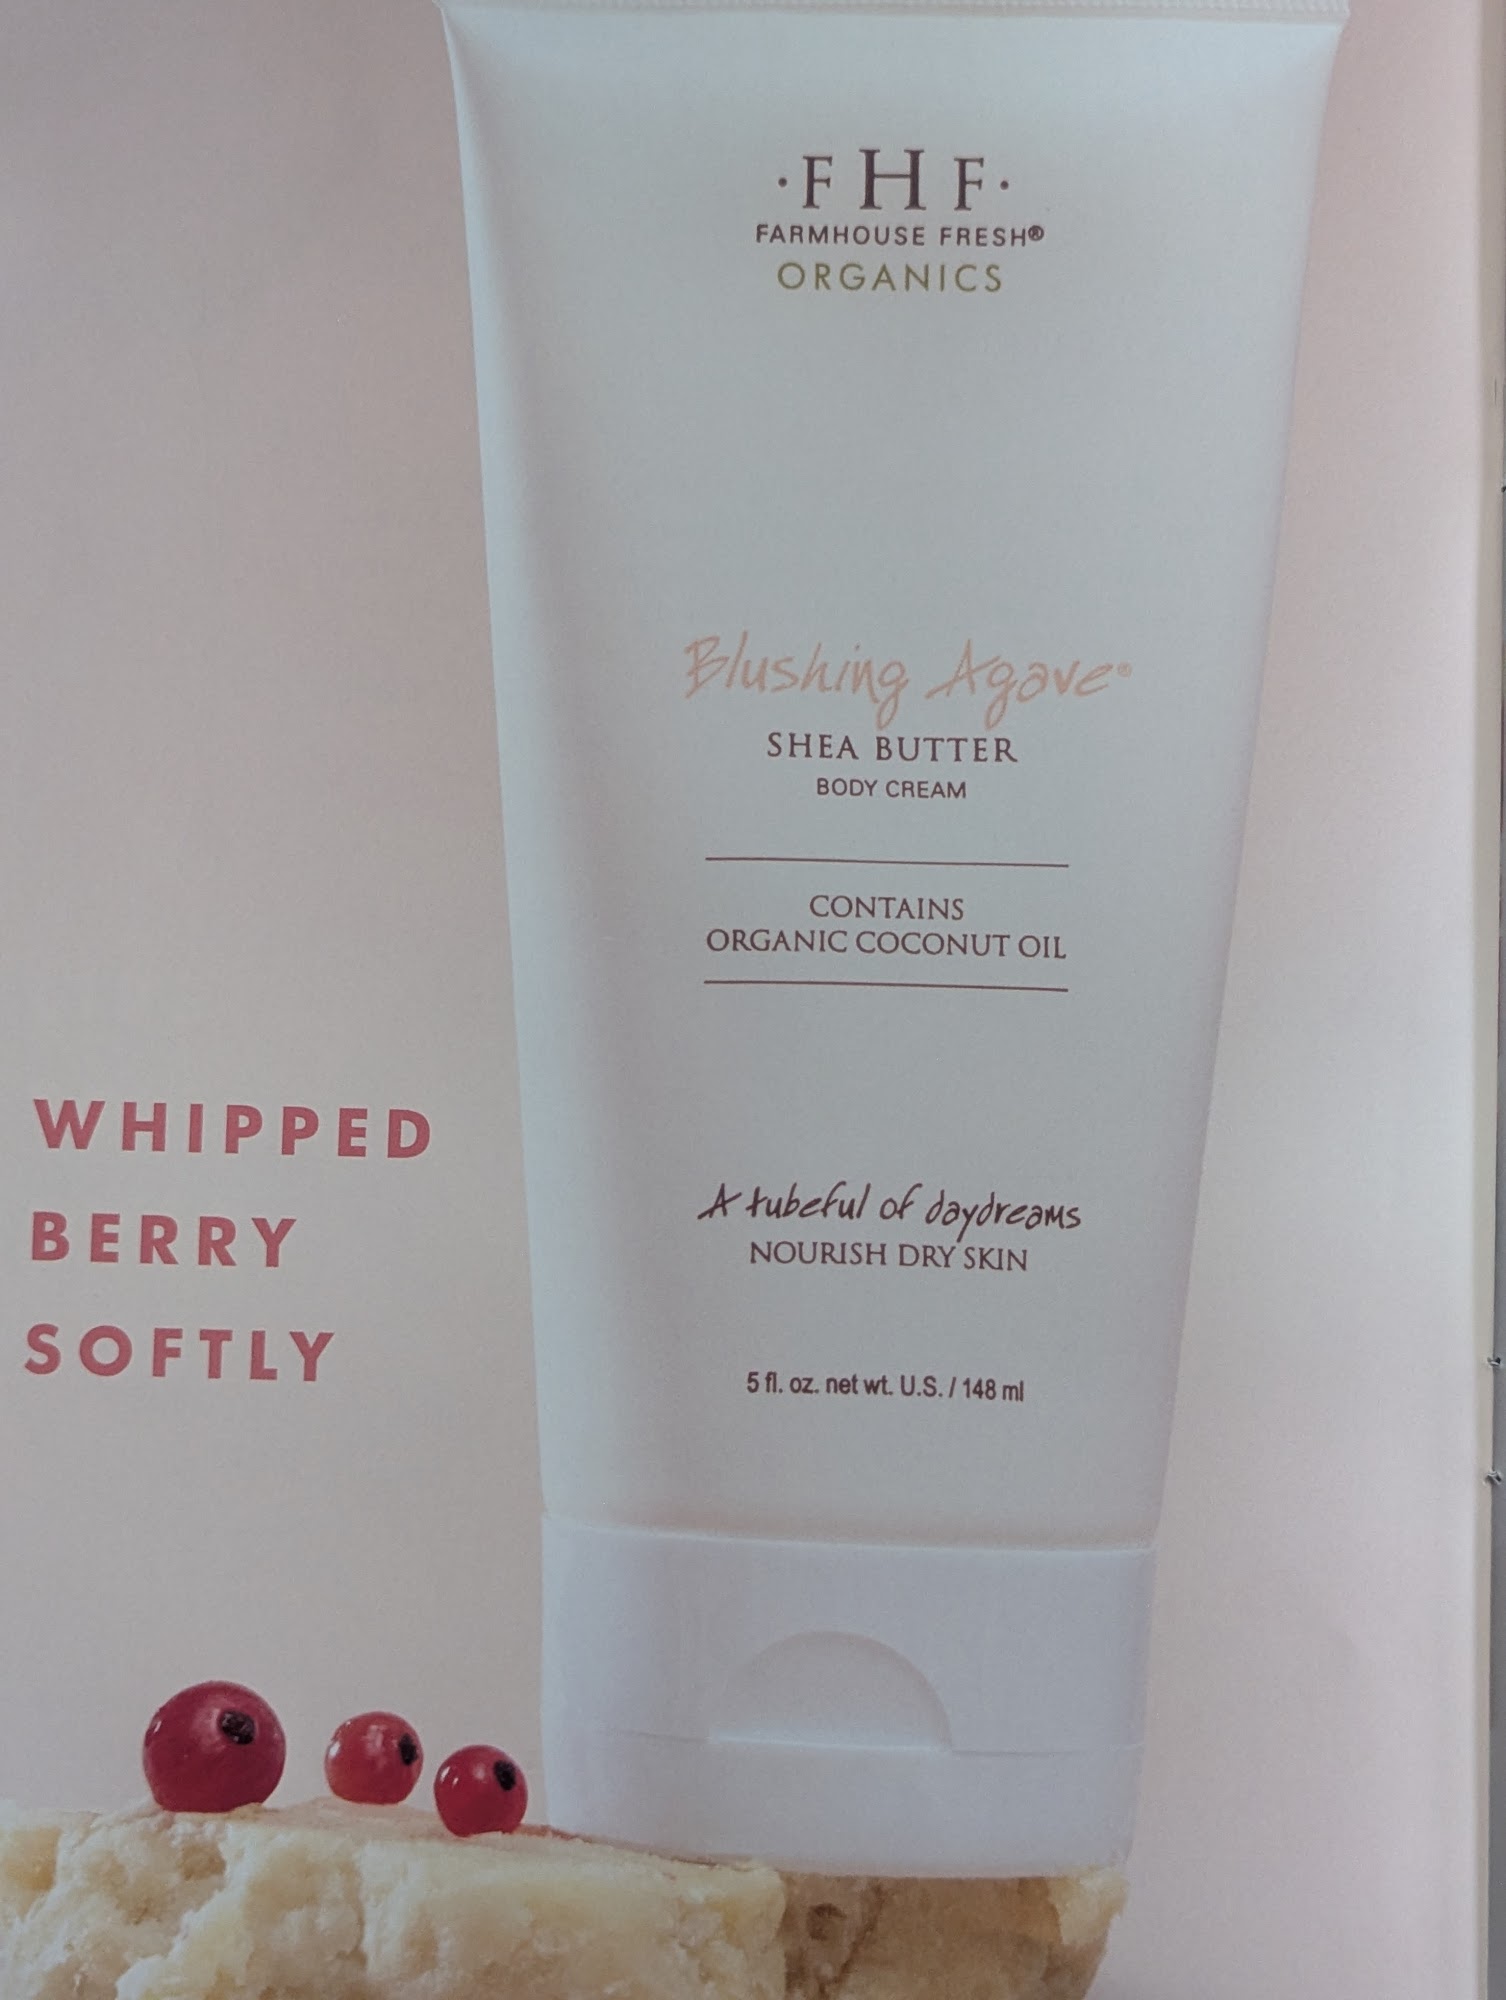 ·F H F·
FARMHOUSE FRESH®
ORGANICS
Blushing Agave®
SHEA BUTTER
BODY CREAM
CONTAINS
ORGANIC COCONUT OIL
A tubeful of daydreams
NOURISH DRY SKIN
5 fl. oz. net wt. U.S. / 148 ml
WHIPPED
BERRY
SOFTLY